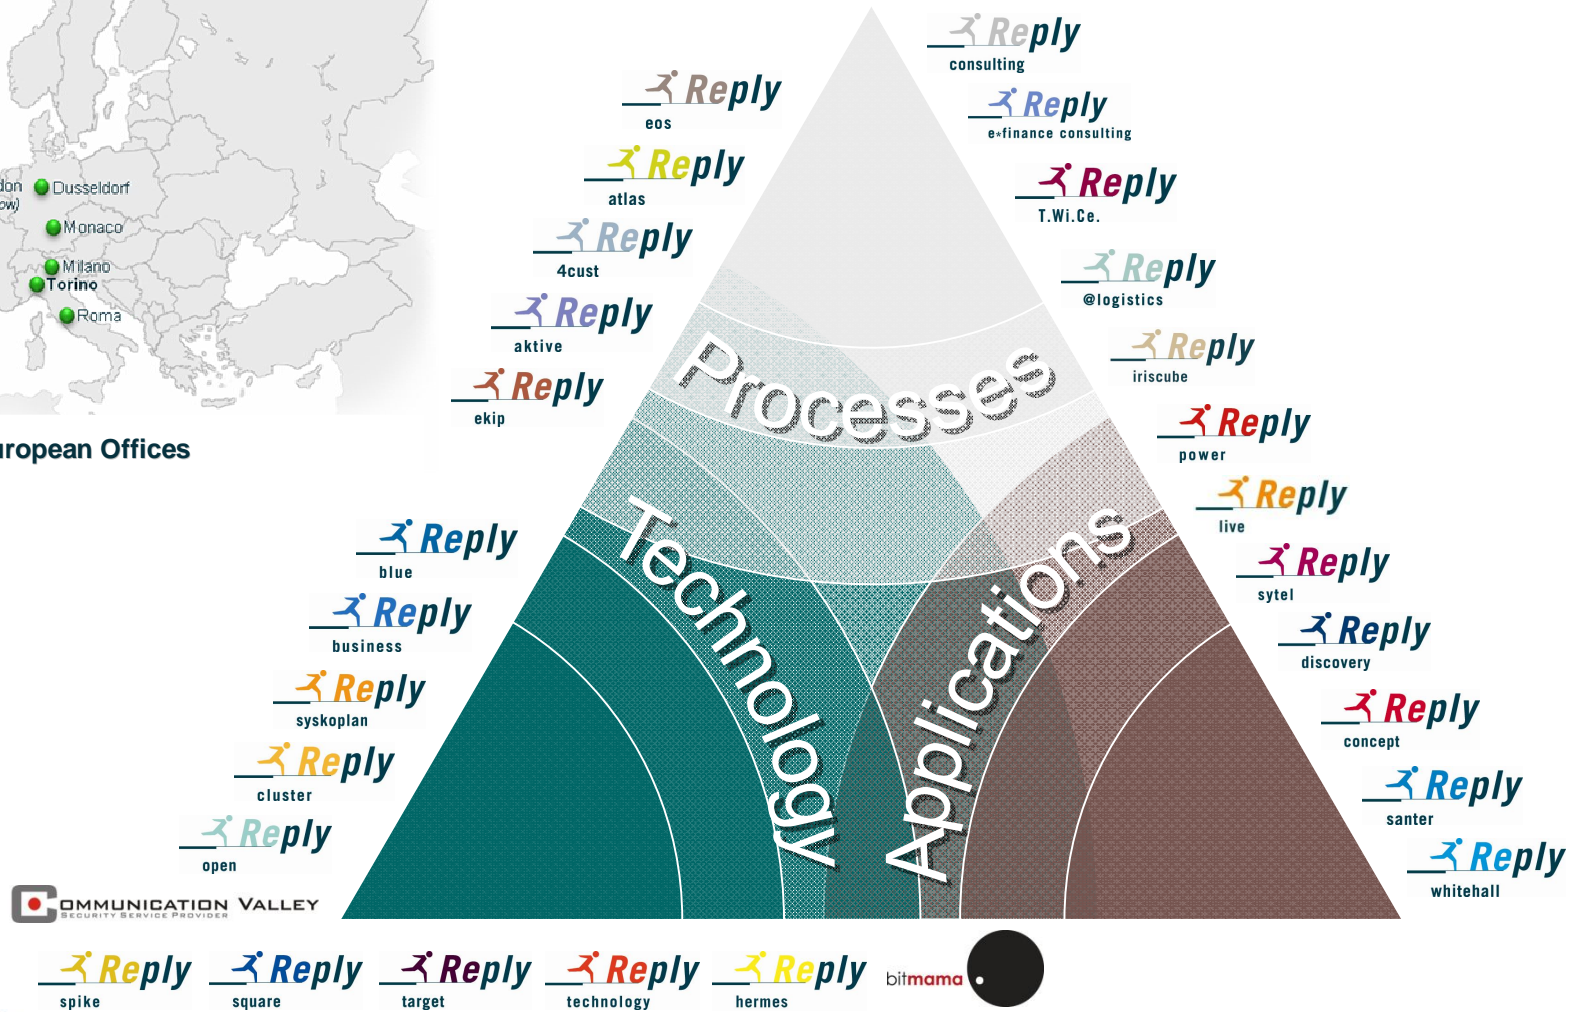 Reply
consulting
Reply
eos
Reply
e*finance consulting
Reply
atlas
Reply
T.Wi.Ce.
Dusseldorf
Monaco
Milano
Torino
Roma
Reply
4cust
Reply
@logistics
Reply
aktive
Reply
iriscube
Reply
ekip
Reply
power
European Offices
Reply
live
Reply
blue
Reply
sytel
Reply
business
Reply
discovery
Reply
syskoplan
Reply
concept
Reply
cluster
Reply
santer
Reply
open
Reply
whitehall
Processes
Technology
Applications
COMMUNICATION VALLEY
SECURITY SERVICE PROVIDER
Reply
spike
Reply
square
Reply
target
Reply
technology
Reply
hermes
bitmama